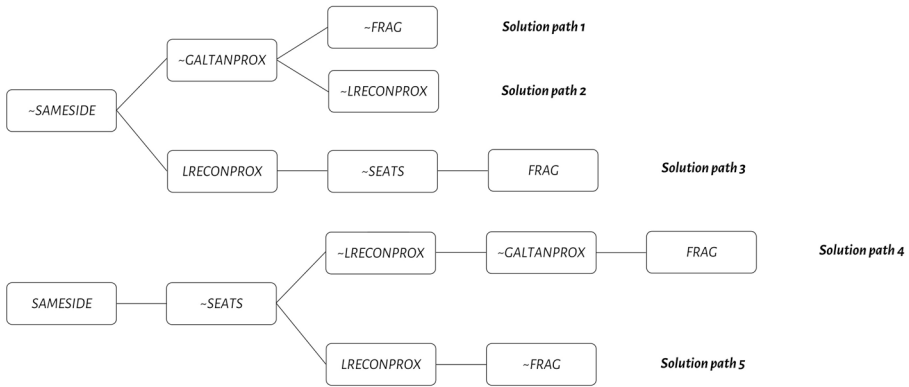 ~FRAG
Solution path 1
~GALTANPROX
~LRECONPROX
Solution path 2
~SAMESIDE
LRECONPROX
~SEATS
FRAG
Solution path 3
~LRECONPROX
~GALTANPROX
FRAG
Solution path 4
SAMESIDE
~SEATS
LRECONPROX
~FRAG
Solution path 5